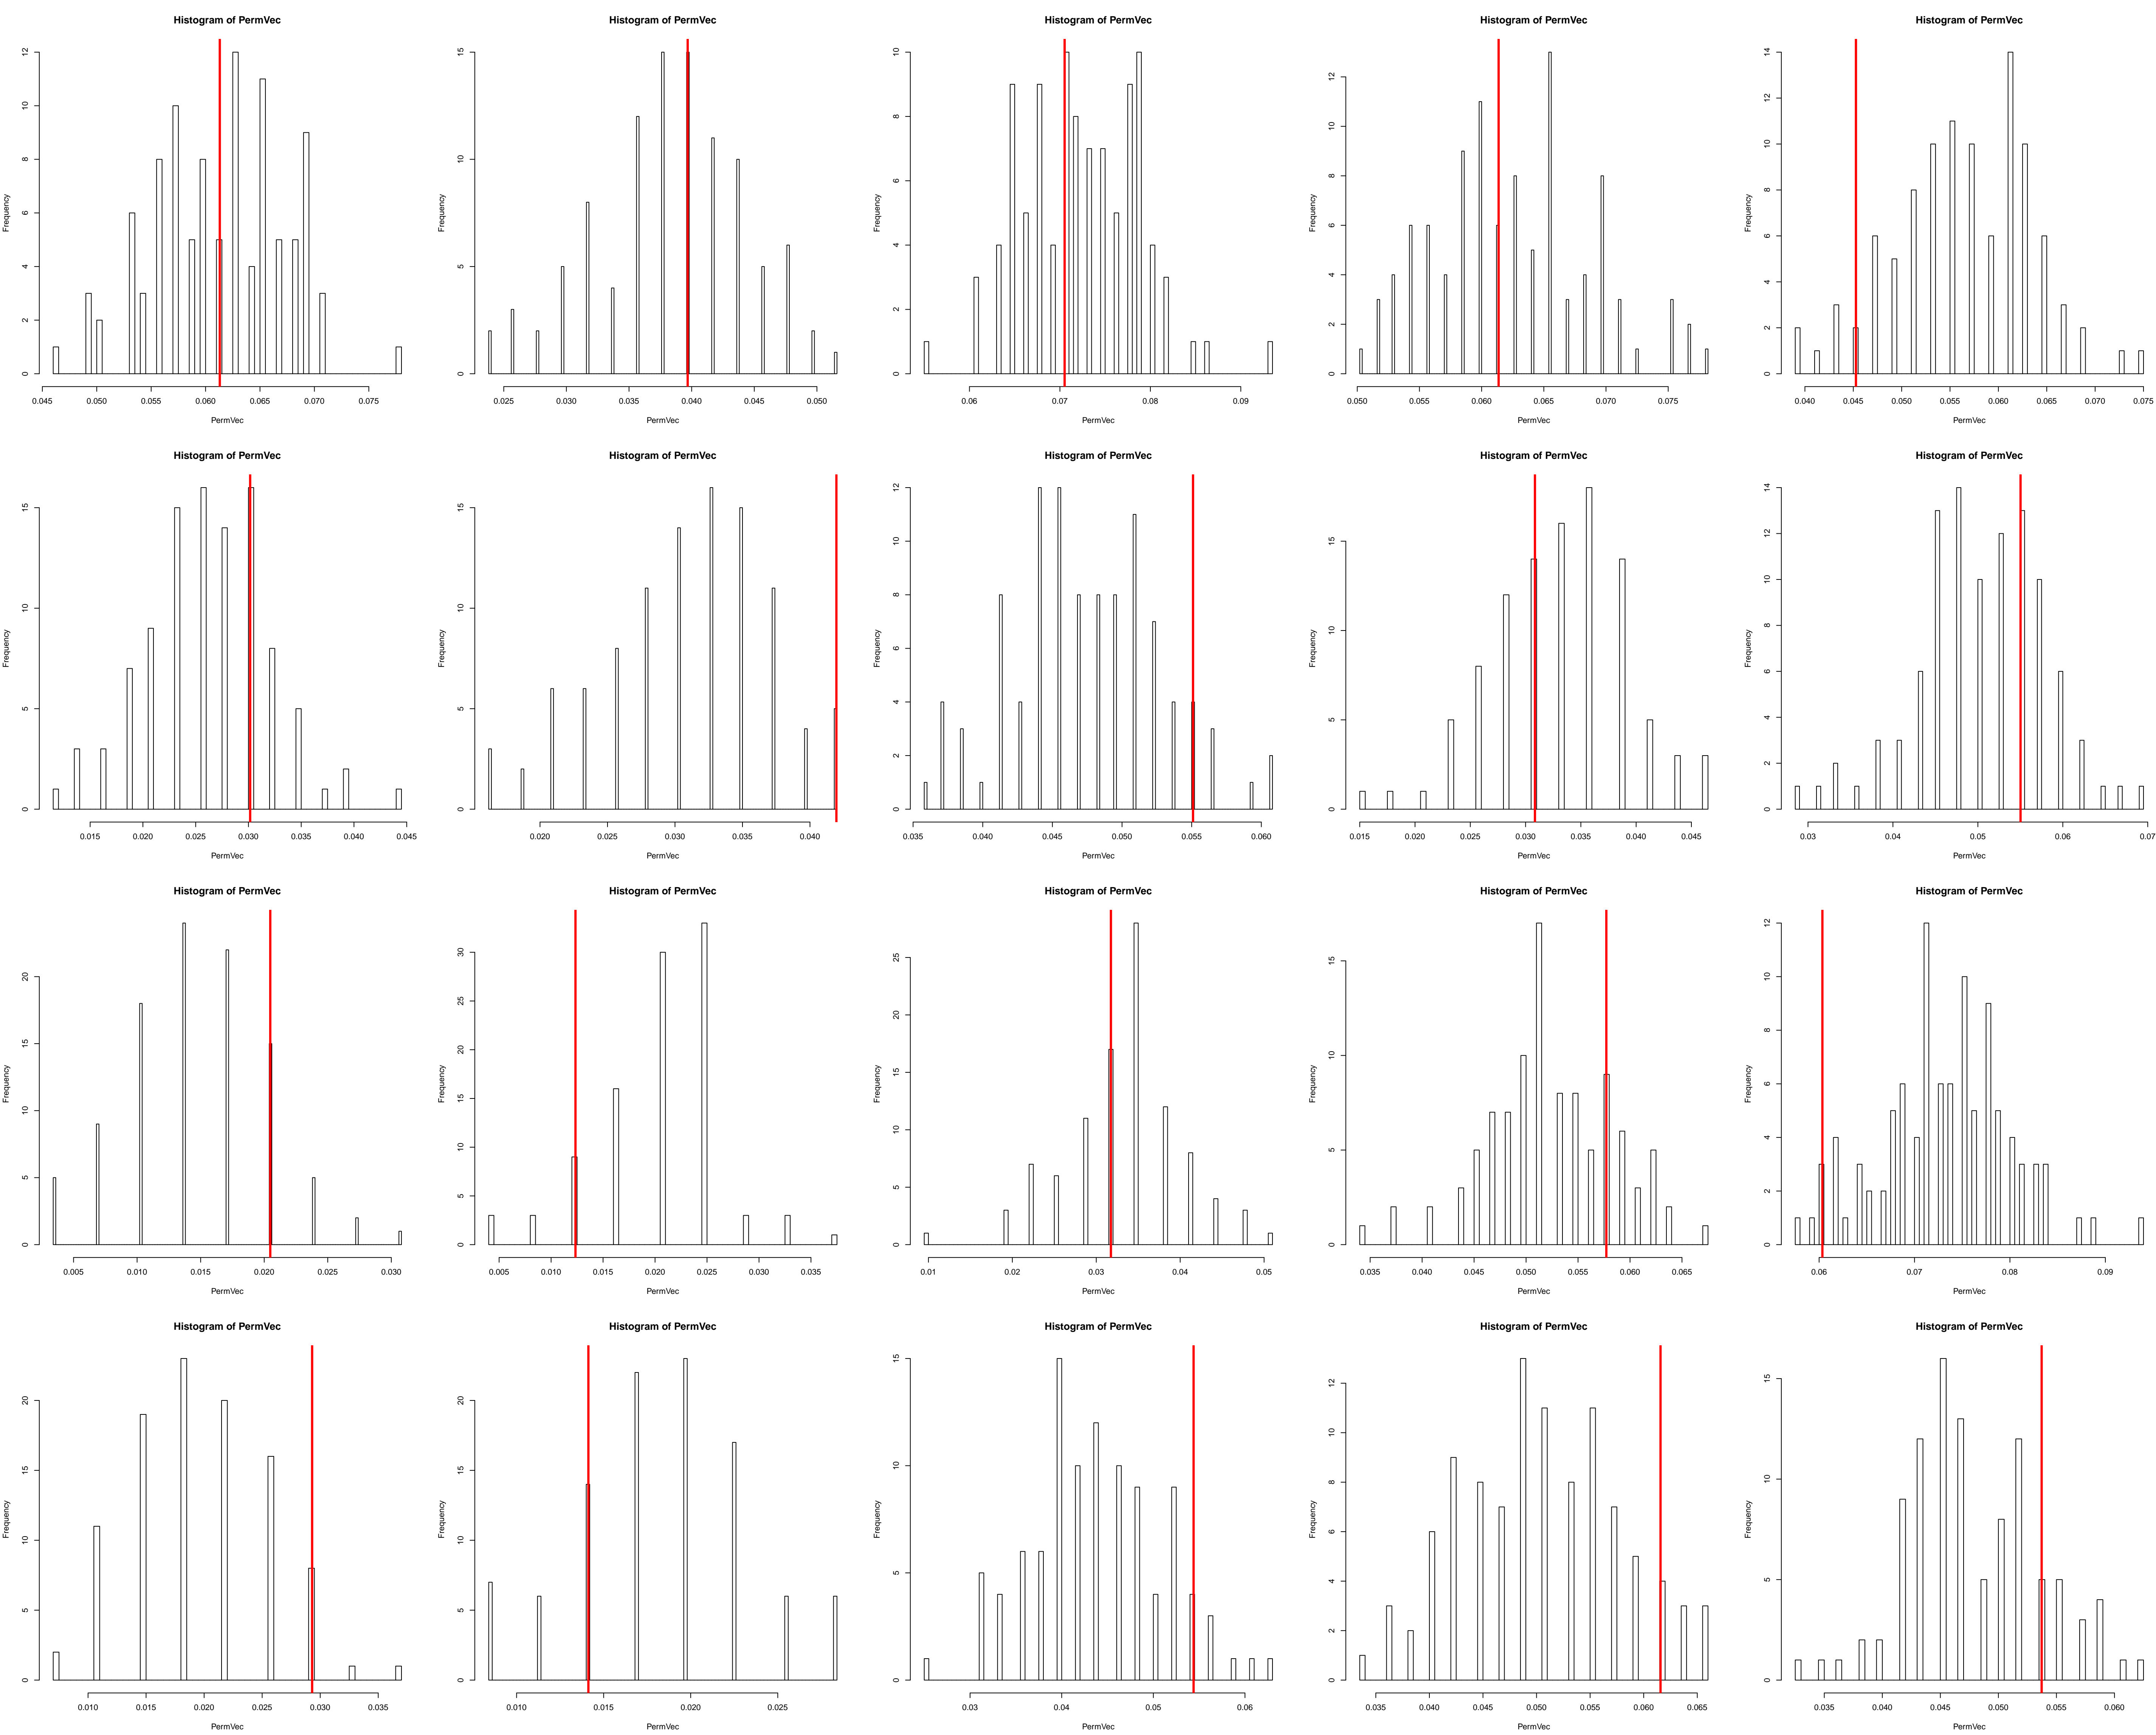 Histogram of PermVec
Frequency
0 2 4 6 8 10 12
0.045 0.050 0.055 0.060 0.065 0.070 0.075
PermVec
Histogram of PermVec
Frequency
0 5 10 15
0.025 0.030 0.035 0.040 0.045 0.050
PermVec
Histogram of PermVec
Frequency
0 2 4 6 8 10
0.06 0.07 0.08 0.09
PermVec
Histogram of PermVec
Frequency
0 2 4 6 8 10 12
0.050 0.055 0.060 0.065 0.070 0.075
PermVec
Histogram of PermVec
Frequency
0 2 4 6 8 10 12 14
0.040 0.045 0.050 0.055 0.060 0.065 0.070 0.075
PermVec
Histogram of PermVec
Frequency
0 5 10 15
0.015 0.020 0.025 0.030 0.035 0.040 0.045
PermVec
Histogram of PermVec
Frequency
0 5 10 15
0.020 0.025 0.030 0.035 0.040
PermVec
Histogram of PermVec
Frequency
0 2 4 6 8 10 12
0.035 0.040 0.045 0.050 0.055 0.060
PermVec
Histogram of PermVec
Frequency
0 5 10 15
0.015 0.020 0.025 0.030 0.035 0.040 0.045
PermVec
Histogram of PermVec
Frequency
0 2 4 6 8 10 12 14
0.03 0.04 0.05 0.06 0.07
PermVec
Histogram of PermVec
Frequency
0 5 10 15 20
0.005 0.010 0.015 0.020 0.025 0.030
PermVec
Histogram of PermVec
Frequency
0 5 10 15 20 25 30
0.005 0.010 0.015 0.020 0.025 0.030 0.035
PermVec
Histogram of PermVec
Frequency
0 5 10 15 20 25
0.01 0.02 0.03 0.04 0.05
PermVec
Histogram of PermVec
Frequency
0 5 10 15
0.035 0.040 0.045 0.050 0.055 0.060 0.065
PermVec
Histogram of PermVec
Frequency
0 2 4 6 8 10 12
0.06 0.07 0.08 0.09
PermVec
Histogram of PermVec
Frequency
0 5 10 15 20
0.010 0.015 0.020 0.025 0.030 0.035
PermVec
Histogram of PermVec
Frequency
0 5 10 15 20
0.010 0.015 0.020 0.025
PermVec
Histogram of PermVec
Frequency
0 5 10 15
0.03 0.04 0.05 0.06
PermVec
Histogram of PermVec
Frequency
0 2 4 6 8 10 12
0.035 0.040 0.045 0.050 0.055 0.060 0.065
PermVec
Histogram of PermVec
Frequency
0 5 10 15
0.035 0.040 0.045 0.050 0.055 0.060
PermVec